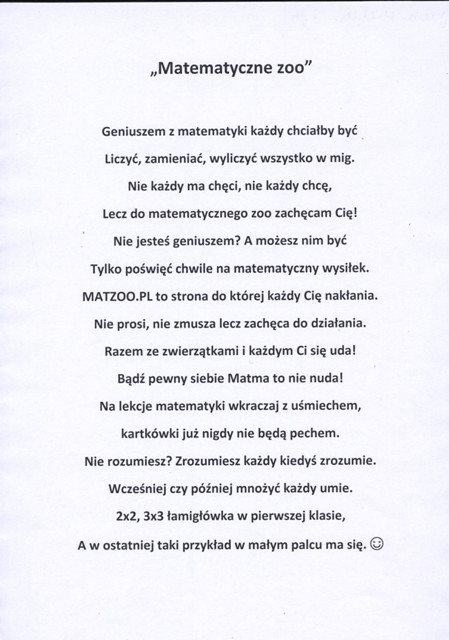 „Matematyczne zoo”
Geniuszem z matematyki każdy chciałby być
Liczyć, zamieniać, wyliczyć wszystko w mig.
Nie każdy ma chęci, nie każdy chcę,
Lecz do matematycznego zoo zachęcam Cię!
Nie jesteś geniuszem? A możesz nim być
Tylko poświęć chwile na matematyczny wysiłek.
MATZOO.PL to strona do której każdy Cię nakłania.
Nie prosi, nie zmusza lecz zachęca do działania.
Razem ze zwierzątkami i każdym Ci się uda!
Bądź pewny siebie Matma to nie nuda!
Na lekcje matematyki wkraczaj z uśmiechem,
kartkówki już nigdy nie będą pechem.
Nie rozumiesz? Zrozumiesz każdy kiedyś zrozumie.
Wcześniej czy później mnożyć każdy umie.
2x2, 3x3 łamigłówka w pierwszej klasie,
A w ostatniej taki przykład w małym palcu ma się. ☺